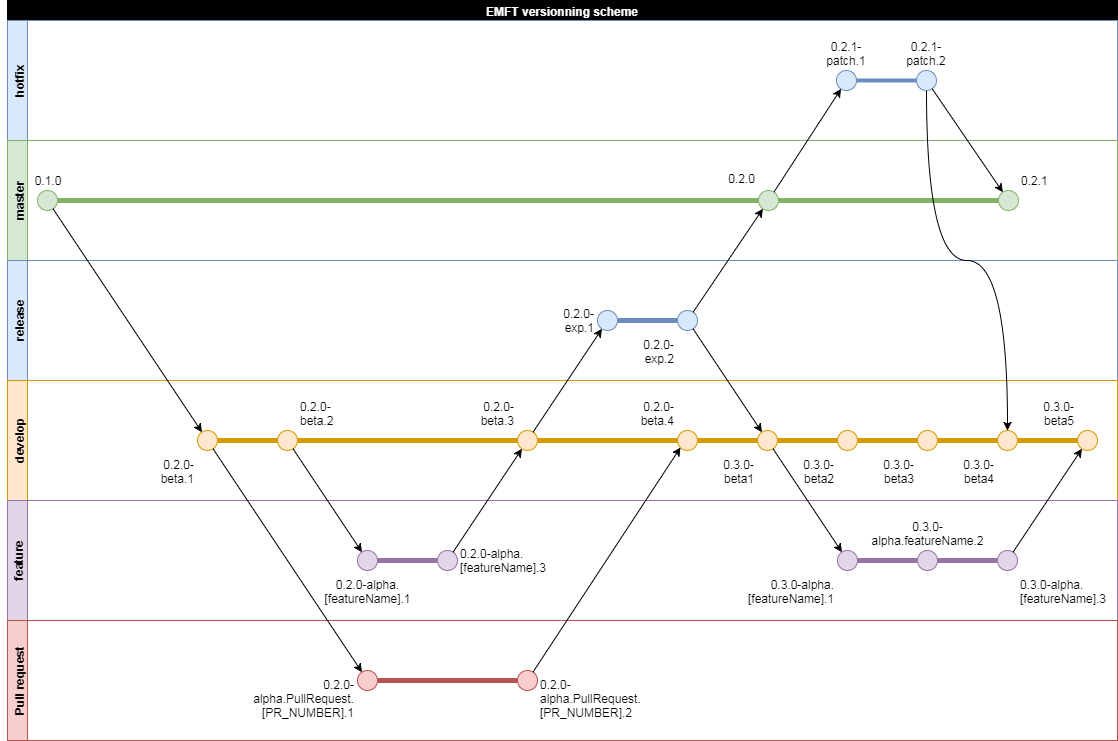 EMFT versionning scheme
hotfix
0.2.1-
patch.1
0.2.1-
patch.2
master
0.1.0
0.2.0
0.2.1
release
0.2.0-
exp.1
0.2.0-
exp.2
develop
0.2.0-
beta.1
0.2.0-
beta.2
0.2.0-
beta.3
0.2.0-
beta.4
0.3.0-
beta1
0.3.0-
beta2
0.3.0-
beta3
0.3.0-
beta4
0.3.0-
beta5
feature
0.2.0-alpha.
[featureName].1
0.2.0-alpha.
[featureName].3
0.3.0-alpha.
[featureName].1
0.3.0-
alpha.featureName.2
0.3.0-alpha.
[featureName].3
Pull request
0.2.0-
alpha.PullRequest.
[PR_NUMBER].1
0.2.0-
alpha.PullRequest.
[PR_NUMBER].2